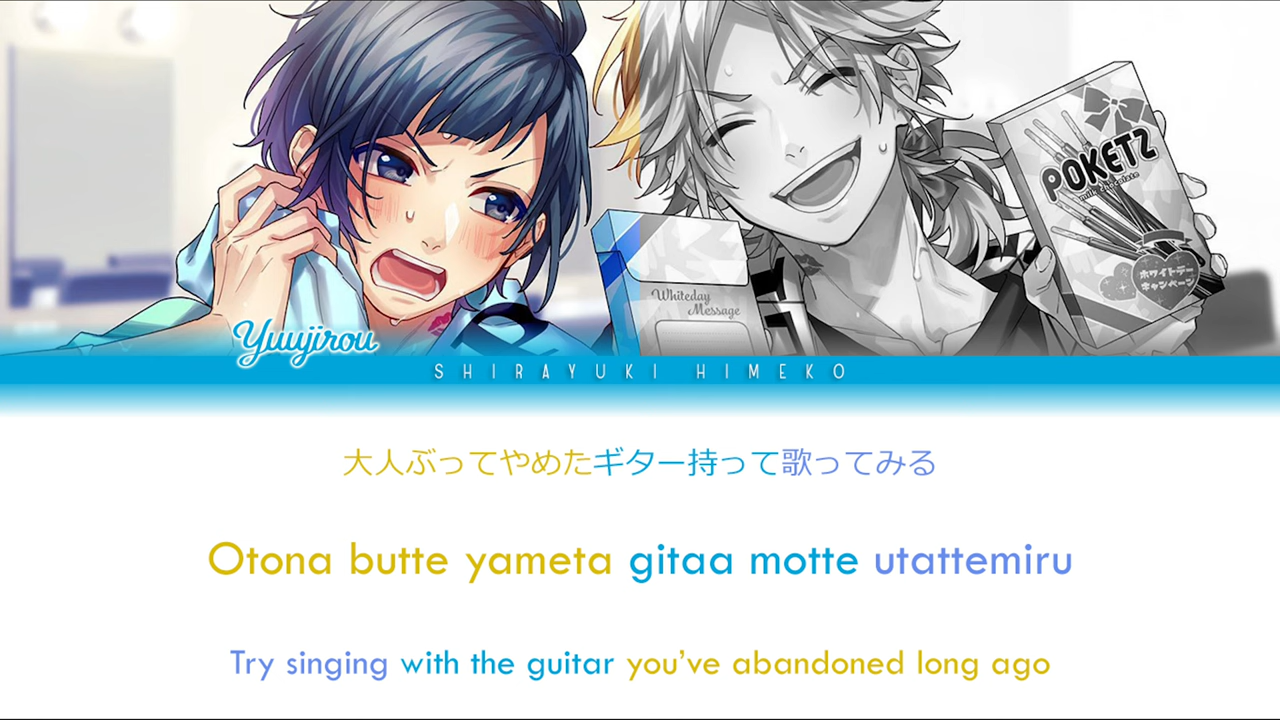 POKETZ
milk chocolate
Whiteday
Message
ホワイトデー
キャンペーン
Yuujirou
SHIRAYUKI HIMEKO
大人ぶってやめたギター持って歌ってみる
Otona butte yameta gitaa motte utattemiru
Try singing with the guitar you've abandoned long ago